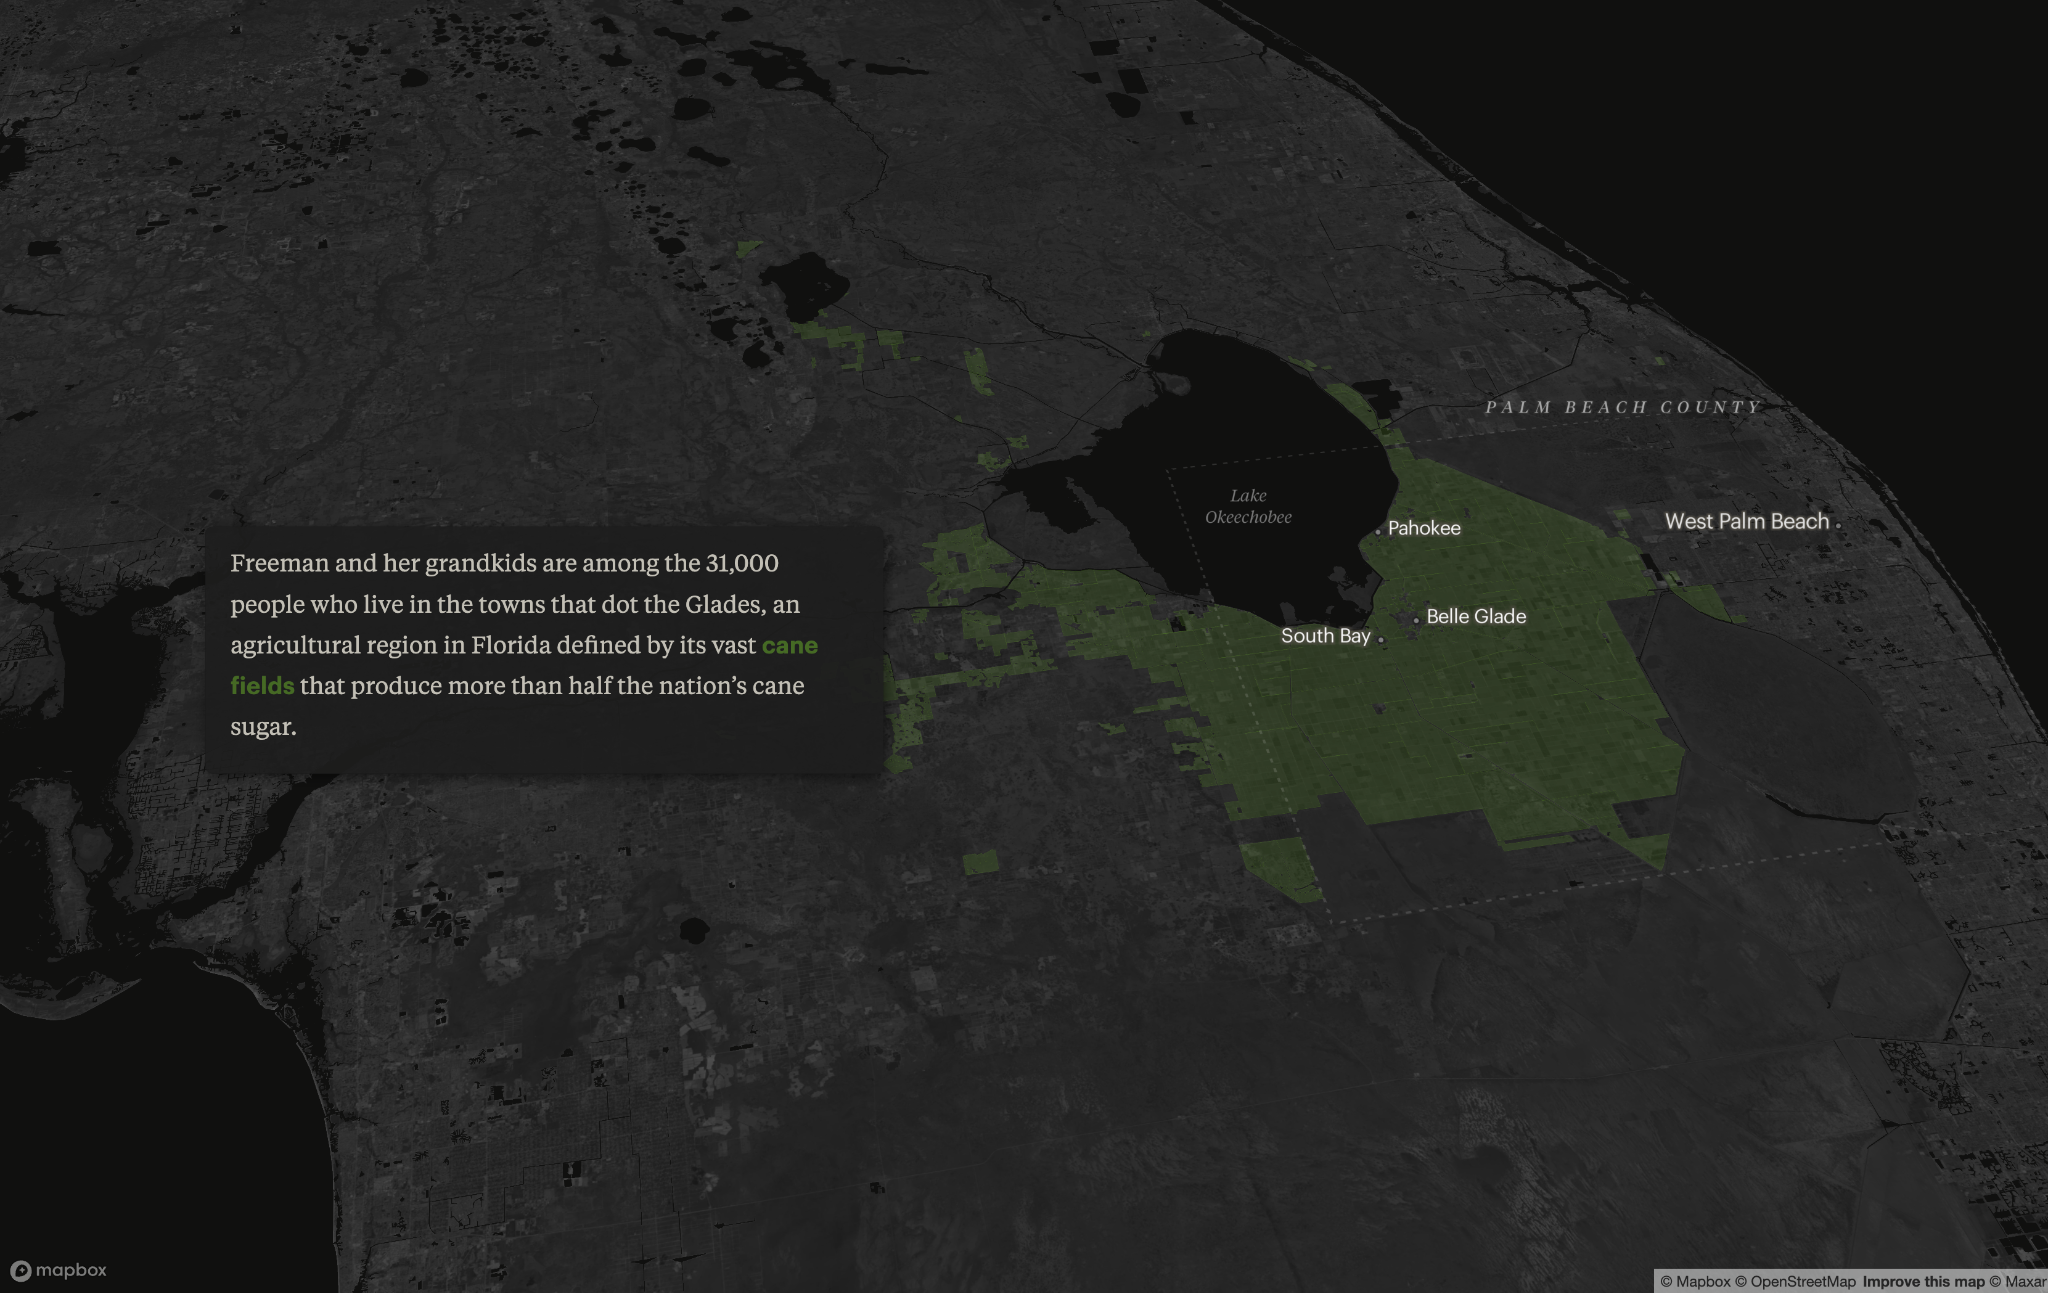 PALM BEACH COUNTY
Lake
Okeechobee
Pahokee
West Palm Beach
Belle Glade
South Bay
Freeman and her grandkids are among the 31,000
people who live in the towns that dot the Glades, an
agricultural region in Florida defined by its vast cane
fields that produce more than half the nation’s cane
sugar.
mapbox
© Mapbox © OpenStreetMap Improve this map © Maxar